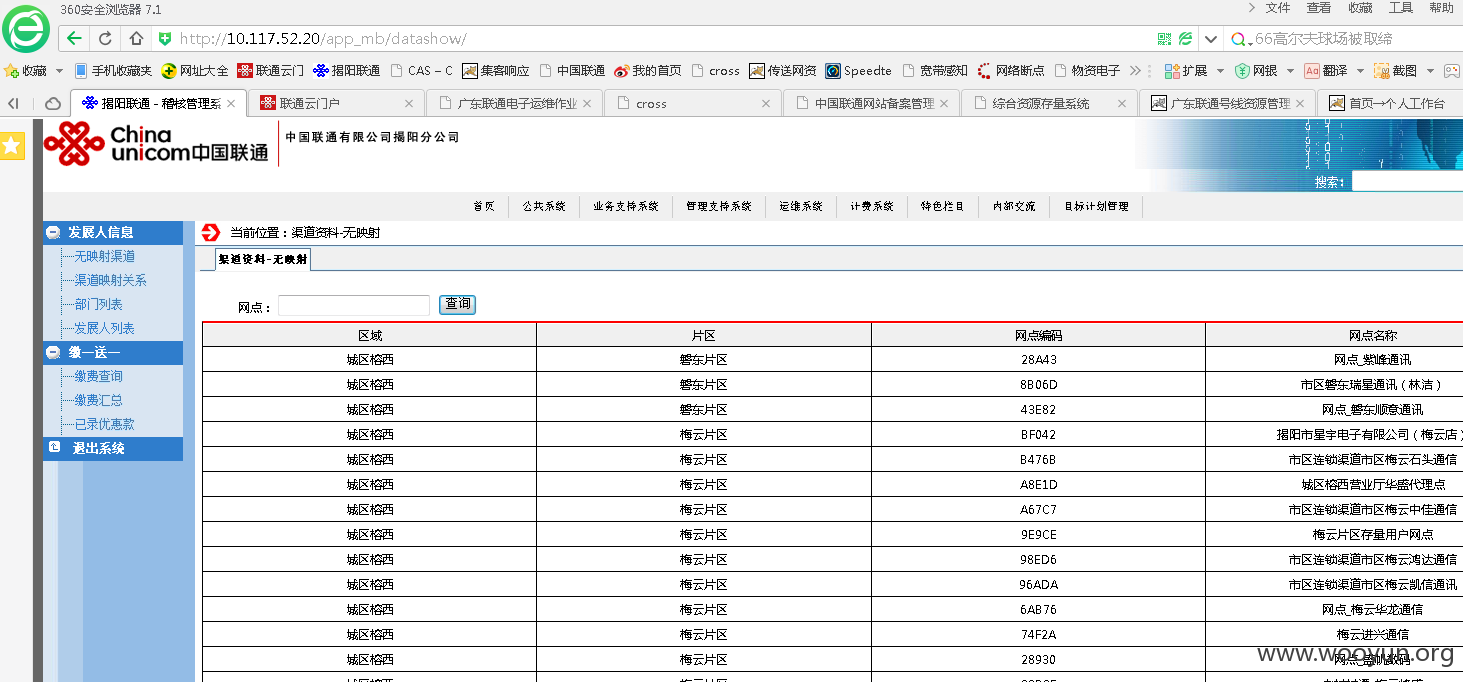 360安全浏览器 7.1
文件 查看 收藏 工具 帮助
http://10.117.52.20/app_mb/datashow/
66高尔夫球场被取缔
收藏 手机收藏夹 网址大全 联通云门 揭阳联通 CAS - C 集客响应 中国联通 我的首页 cross 传送网资 Speedte 宽带感知 网络断点 物资电子 扩展 网银 翻译 截图
揭阳联通 - 稽核管理系 联通云门户 广东联通电子运维作业 cross 中国联通网站备案管理 综合资源存量系统 广东联通号线资源管理 首页→个人工作台
China unicom中国联通
中国联通有限公司揭阳分公司
搜索:
首页 公共系统 业务支持系统 管理支持系统 运维系统 计费系统 特色栏目 内部交流 目标计划管理
发展人信息
无映射渠道
渠道映射关系
部门列表
发展人列表
缴一送一
缴费查询
缴费汇总
已录优惠款
退出系统
当前位置：渠道资料-无映射
渠道资料-无映射
网点： 查询
区域 片区 网点编码 网点名称
城区榕西 磐东片区 28A43 网点_紫峰通讯
城区榕西 磐东片区 8B06D 市区磐东瑞星通讯（林洁）
城区榕西 磐东片区 43E82 网点_磐东顺意通讯
城区榕西 梅云片区 BF042 揭阳市星宇电子有限公司（梅云店）
城区榕西 梅云片区 B476B 市区连锁渠道市区梅云石头通信
城区榕西 梅云片区 A8E1D 城区榕西营业厅华盛代理点
城区榕西 梅云片区 A67C7 市区连锁渠道市区梅云中佳通信
城区榕西 梅云片区 9E9CE 梅云片区存量用户网点
城区榕西 梅云片区 98ED6 市区连锁渠道市区梅云鸿达通信
城区榕西 梅云片区 96ADA 市区连锁渠道市区梅云凯信通讯
城区榕西 梅云片区 6AB76 网点_梅云华龙通信
城区榕西 梅云片区 74F2A 梅云进兴通信
城区榕西 梅云片区 28930 网点_蓝帆数码
www.wooyun.org